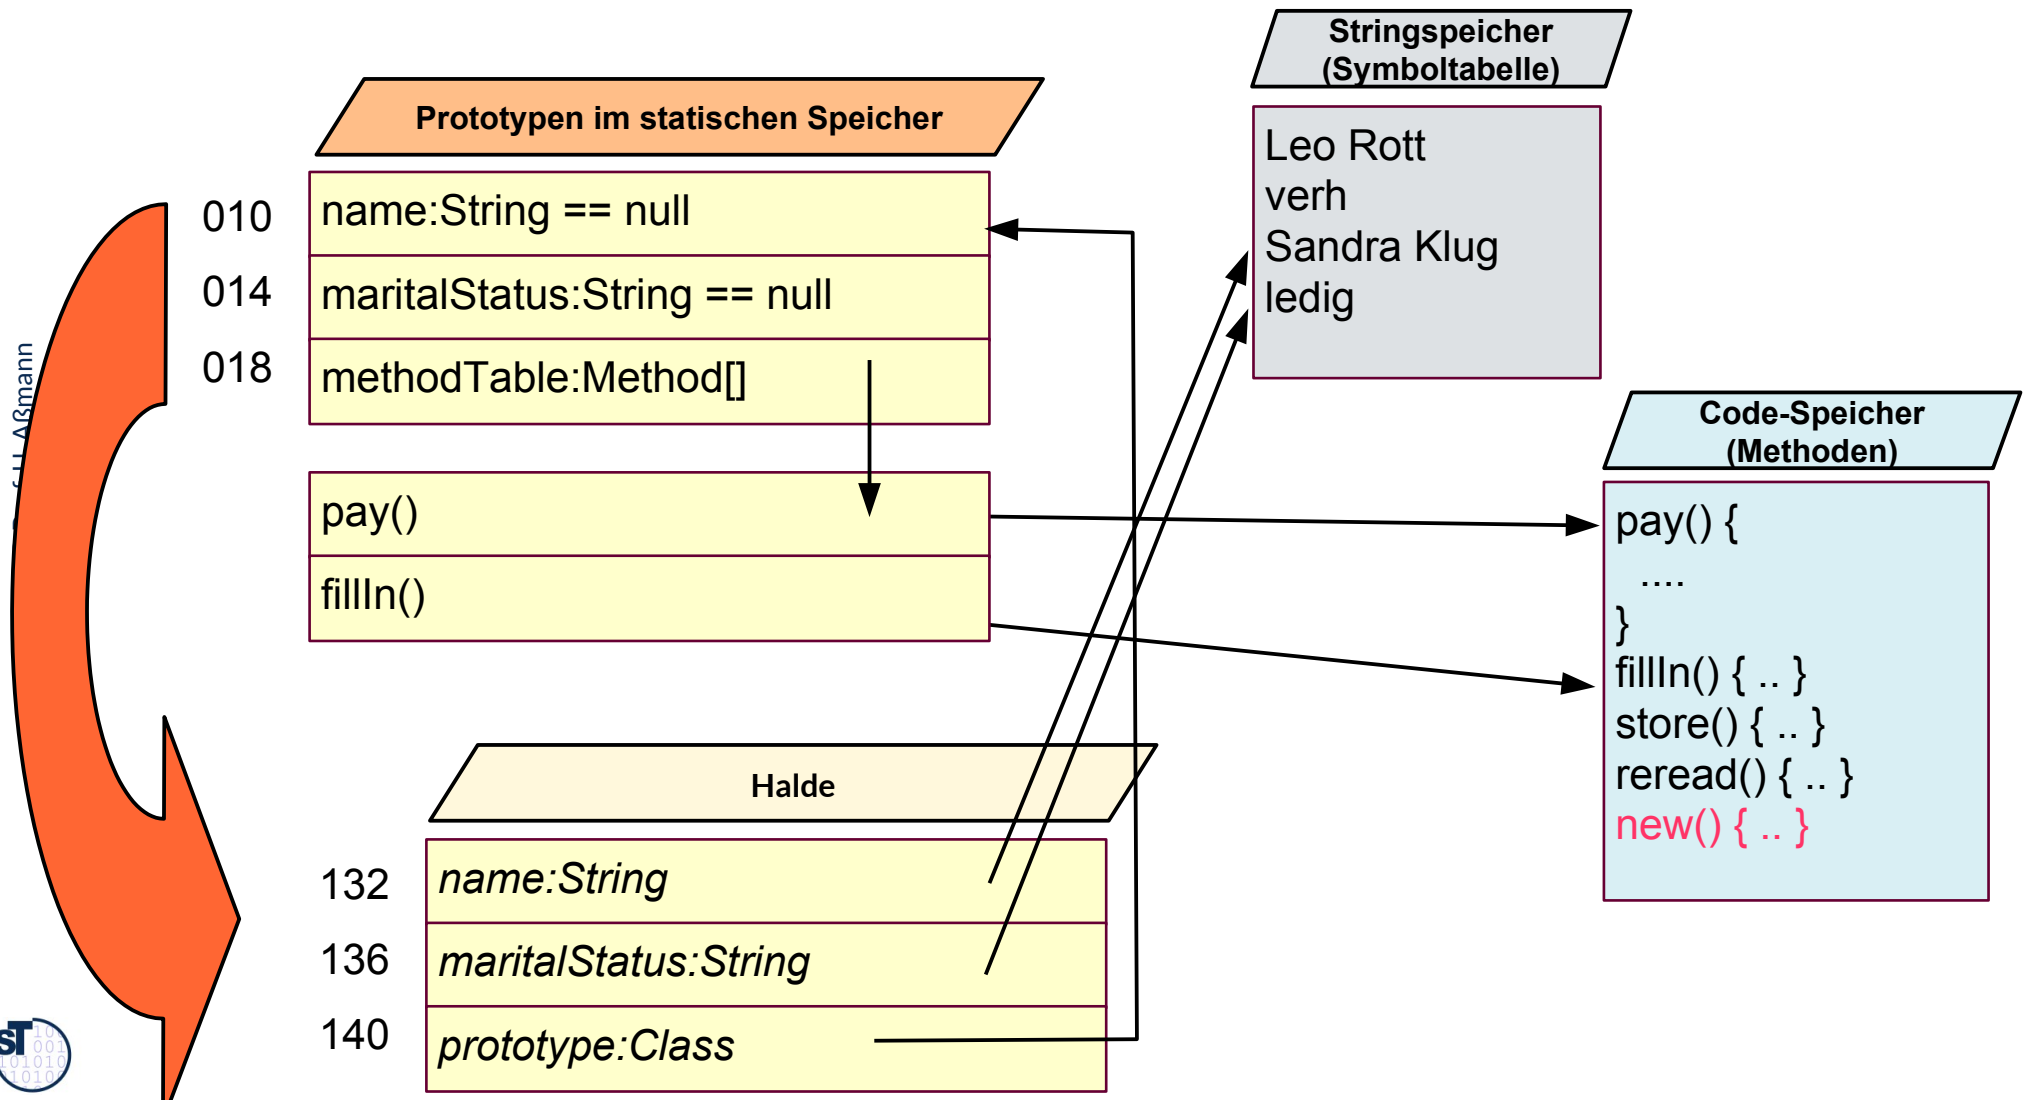 Stringspeicher
(Symboltabelle)
Prototypen im statischen Speicher
Leo Rott
verh
Sandra Klug
ledig
010
name:String == null
014
maritalStatus:String == null
018
methodTable:Method[]
Aßmann
pay()
fillIn()
Code-Speicher
(Methoden)
pay() {
....
}
fillIn() { .. }
store() { .. }
reread() { .. }
new() { .. }
Halde
132
name:String
136
maritalStatus:String
140
prototype:Class
sT